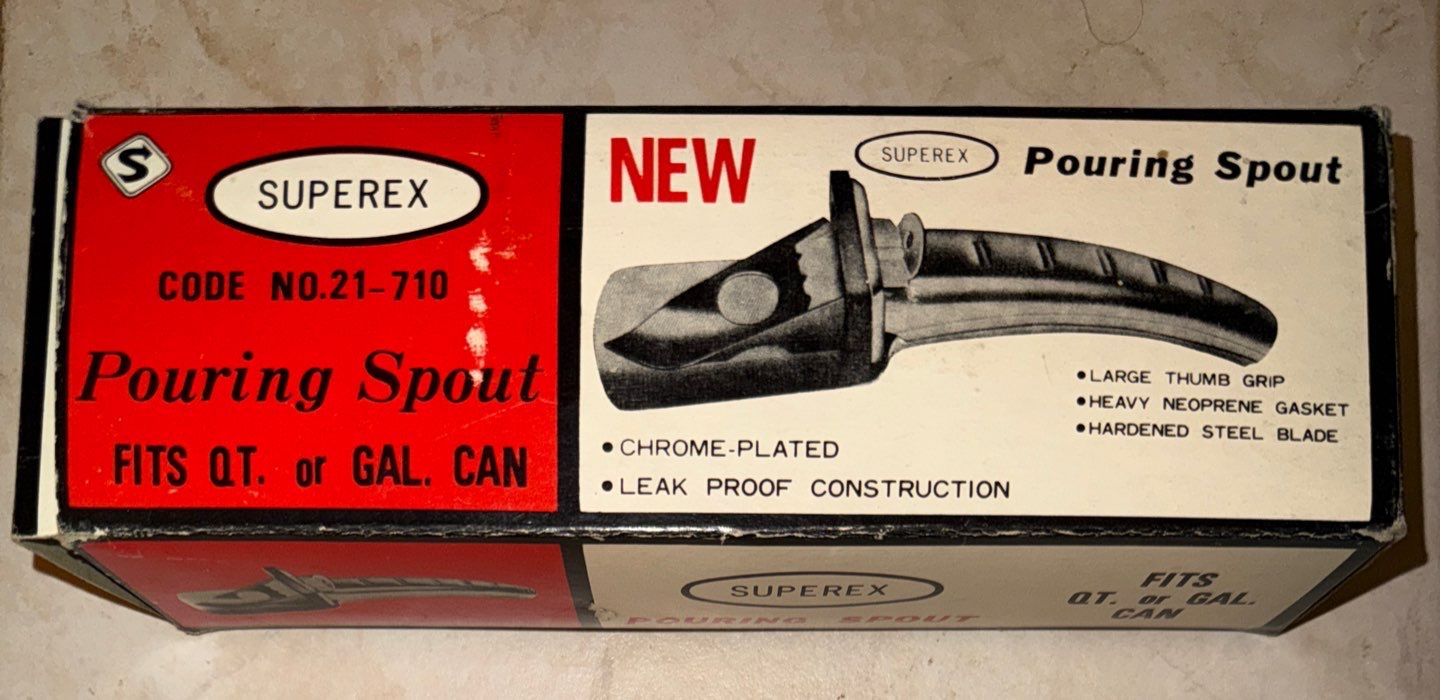 S
SUPEREX
CODE NO.21-710
Pouring Spout
FITS QT. or GAL. CAN
NEW
SUPEREX
Pouring Spout
•LARGE THUMB GRIP
•HEAVY NEOPRENE GASKET
•HARDENED STEEL BLADE
•CHROME-PLATED
•LEAK PROOF CONSTRUCTION
SUPEREX
POURING SPOUT
FITS
QT. or GAL.
CAN